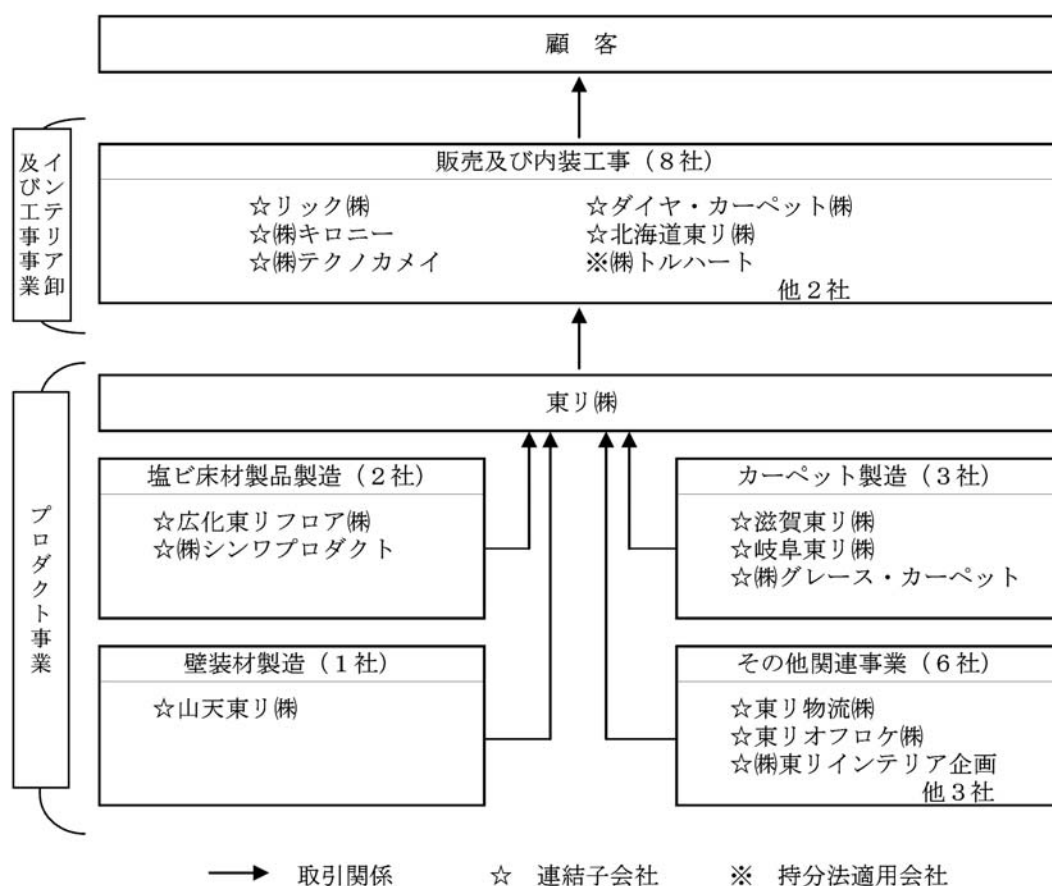 顧 客
インテリア卸
及び工事事業
販売及び内装工事(8社)
☆リック㈱
☆㈱キロニー
☆㈱テクノカメイ
☆ダイヤ・カーペット㈱
☆北海道東リ㈱
※㈱トルハート
他2社
プロダクト事業
東リ㈱
塩ビ床材製品製造(2社)
☆広化東リフロア㈱
☆㈱シンワプロダクト
カーペット製造(3社)
☆滋賀東リ㈱
☆岐阜東リ㈱
☆㈱グレース・カーペット
壁装材製造(1社)
☆山天東リ㈱
その他関連事業(6社)
☆東リ物流㈱
☆東リオフロケ㈱
☆㈱東リインテリア企画
他3社
取引関係 ☆ 連結子会社 ※ 持分法適用会社